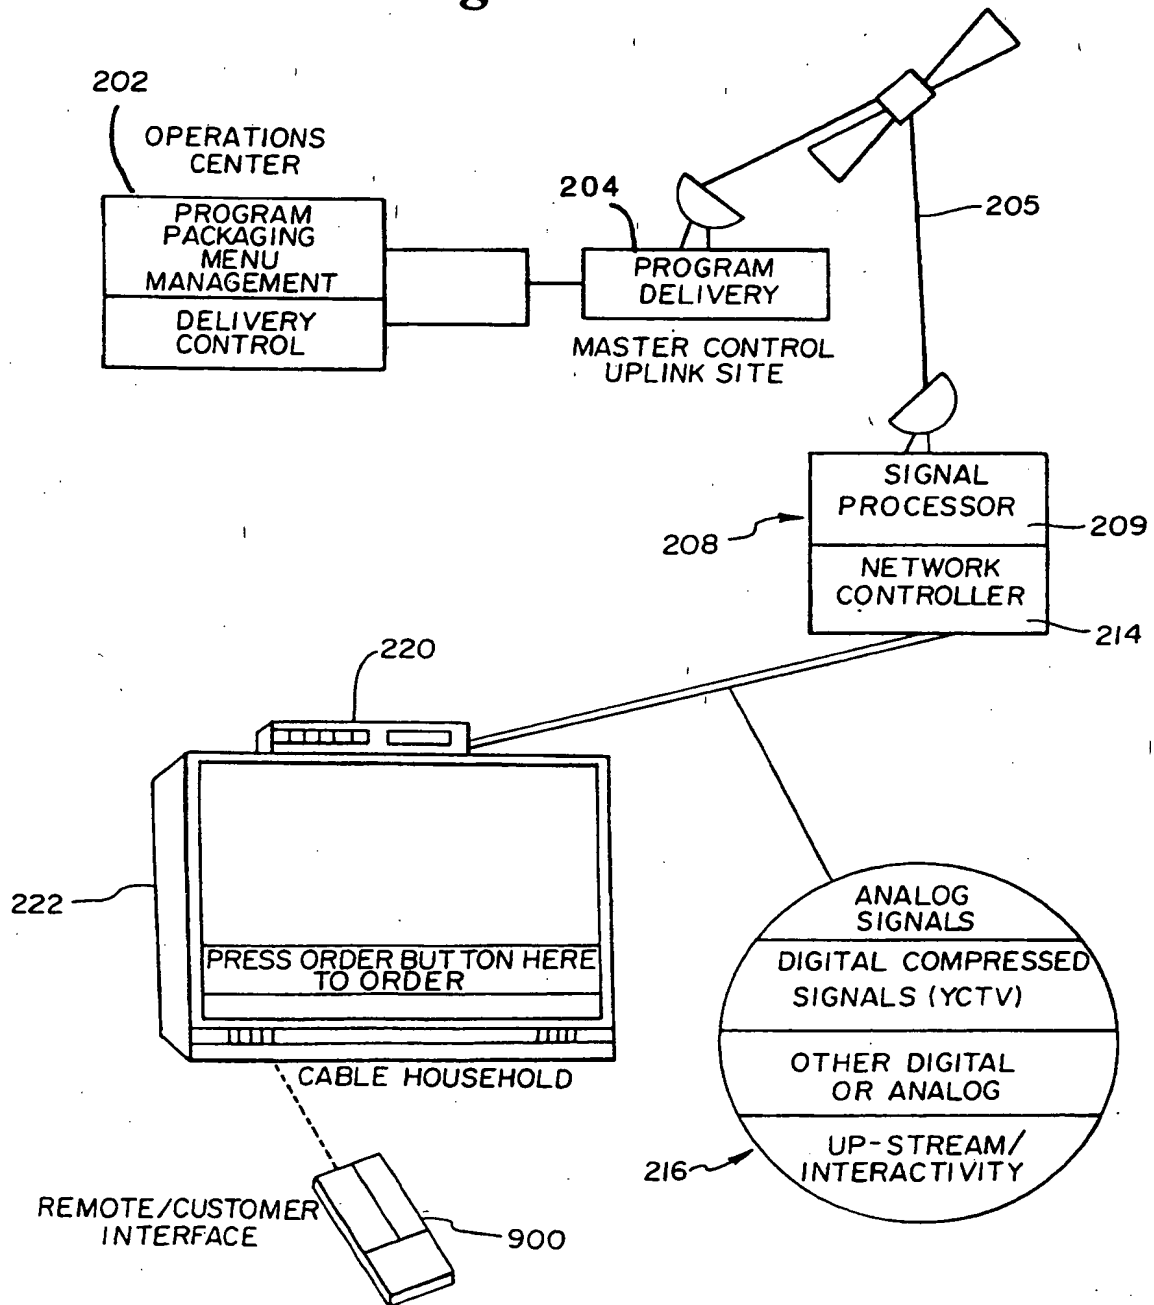 202
OPERATIONS
CENTER
PROGRAM
PACKAGING
MENU
MANAGEMENT
DELIVERY
CONTROL
204
PROGRAM
DELIVERY
MASTER CONTROL
UPLINK SITE
205
SIGNAL
PROCESSOR
209
208
NETWORK
CONTROLLER
214
220
222
PRESS ORDER BUTTON HERE
TO ORDER
CABLE HOUSEHOLD
ANALOG
SIGNALS
DIGITAL COMPRESSED
SIGNALS (YCTV)
OTHER DIGITAL
OR ANALOG
UP-STREAM/
INTERACTIVITY
216
REMOTE/CUSTOMER
INTERFACE
900